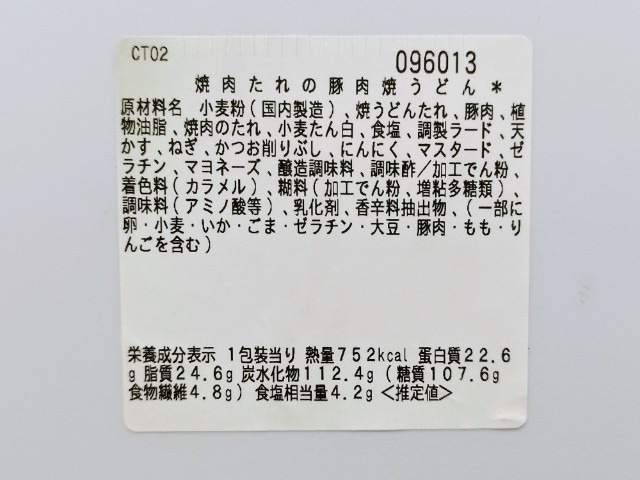 CT02
096013
焼肉たれの豚肉焼うどん*
原材料名 小麦粉(国内製造)、焼うどんたれ、豚肉、植
物油脂、焼肉のたれ、小麦たん白、食塩、調製ラード、天
かす、ねぎ、かつお削りぶし、にんにく、マスタード、ゼ
ラチン、マヨネーズ、醸造調味料、調味酢/加工でん粉、
着色料(カラメル)、糊料(加工でん粉、増粘多糖類)、
調味料(アミノ酸等)、乳化剤、香辛料抽出物、(一部に
卵・小麦・いか・ごま・ゼラチン・大豆・豚肉・もも・り
んごを含む)
栄養成分表示 1包装当り 熱量752kcal 蛋白質22.6
g 脂質24.6g 炭水化物112.4g(糖質107.6g
食物繊維4.8g) 食塩相当量4.2g<推定値>